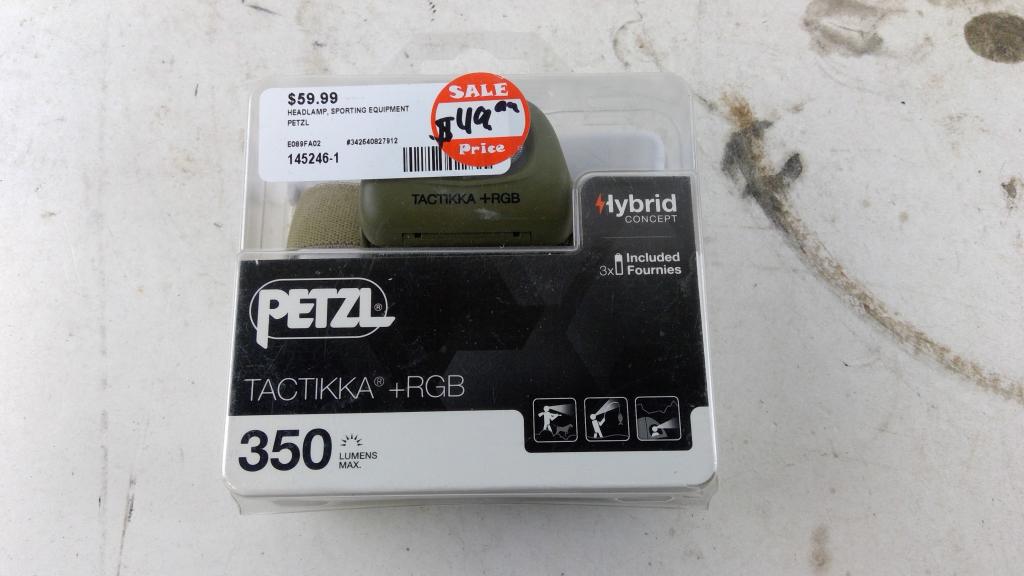 $59.99
HEADLAMP, SPORTING EQUIPMENT
PETZL
E089FA02 #342540827912
145246-1
SALE
$49.99
Price
TACTIKKA +RGB
Hybrid
CONCEPT
3x Included
Fournies
PETZL®
TACTIKKA® +RGB
350 LUMENS
MAX.